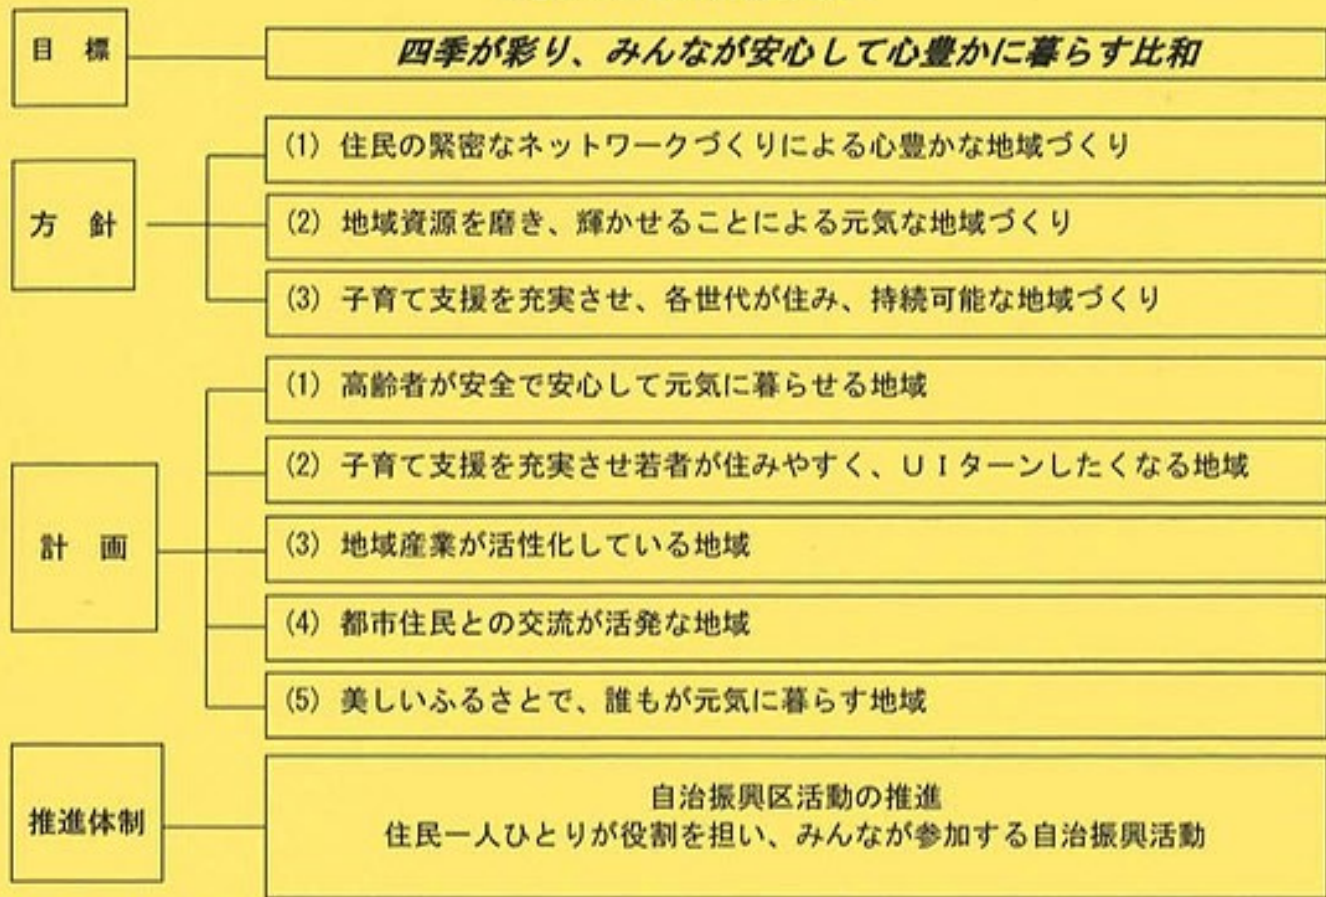 目 標
四季が彩り、みんなが安心して心豊かに暮らす比和
方 針
(1) 住民の緊密なネットワークづくりによる心豊かな地域づくり
(2) 地域資源を磨き、輝かせることによる元気な地域づくり
(3) 子育て支援を充実させ、各世代が住み、持続可能な地域づくり
計 画
(1) 高齢者が安全で安心して元気に暮らせる地域
(2) 子育て支援を充実させ若者が住みやすく、ＵＩターンしたくなる地域
(3) 地域産業が活性化している地域
(4) 都市住民との交流が活発な地域
(5) 美しいふるさとで、誰もが元気に暮らす地域
推進体制
自治振興区活動の推進
住民一人ひとりが役割を担い、みんなが参加する自治振興活動